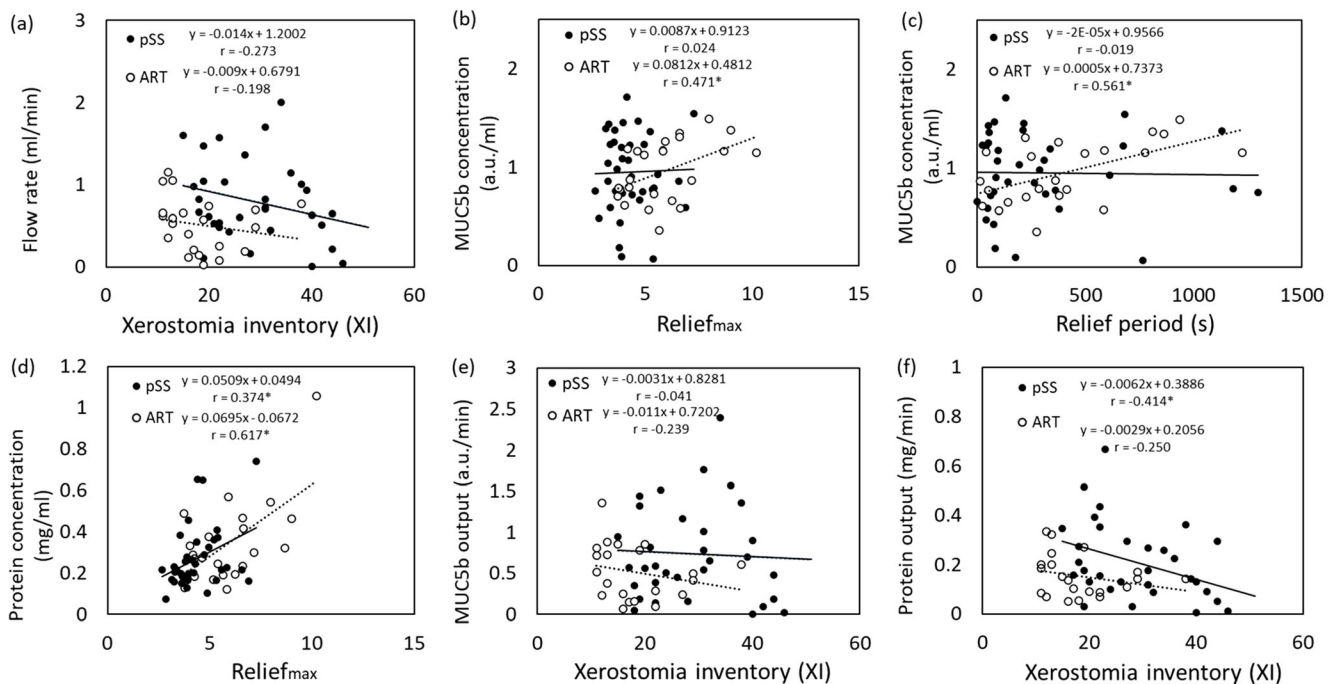 (a)
pSS
y = -0.014x + 1.2002
r = -0.273
ART
y = -0.009x + 0.6791
r = -0.198
Flow rate (ml/min)
3
2
1
0
0 20 40 60
Xerostomia inventory (XI)
(b)
pSS
y = 0.0087x + 0.9123
r = 0.024
ART
y = 0.0812x + 0.4812
r = 0.471*
MUC5b concentration
(a.u./ml)
2
1
0
0 5 10 15
Reliefmax
(c)
pSS
y = -2E-05x + 0.9566
r = -0.019
ART
y = 0.0005x + 0.7373
r = 0.561*
MUC5b concentration
(a.u./ml)
2
1
0
0 500 1000 1500
Relief period (s)
(d)
pSS
y = 0.0509x + 0.0494
r = 0.374*
ART
y = 0.0695x - 0.0672
r = 0.617*
Protein concentration
(mg/ml)
1.2
1
0.8
0.6
0.4
0.2
0
0 5 10 15
Reliefmax
(e)
pSS
y = -0.0031x + 0.8281
r = -0.041
ART
y = -0.011x + 0.7202
r = -0.239
MUC5b output (a.u./min)
3
2.5
2
1.5
1
0.5
0
0 20 40 60
Xerostomia inventory (XI)
(f)
pSS
y = -0.0062x + 0.3886
r = -0.414*
ART
y = -0.0029x + 0.2056
r = -0.250
Protein output (mg/min)
1
0.8
0.6
0.4
0.2
0
0 20 40 60
Xerostomia inventory (XI)